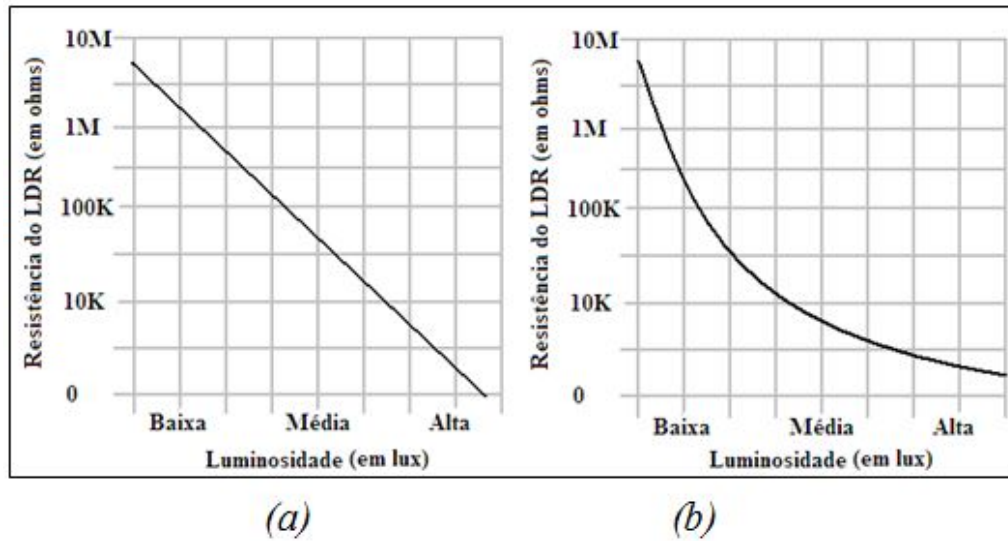 10M
1M
100K
10K
0
Resistência do LDR (em ohms)
Baixa Média Alta
Luminosidade (em lux)
(a)
10M
1M
100K
10K
0
Resistência do LDR (em ohms)
Baixa Média Alta
Luminosidade (em lux)
(b)